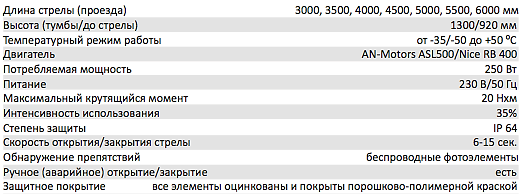 Длина стрелы (проезда) 3000, 3500, 4000, 4500, 5000, 5500, 6000 мм
Высота (тумбы/до стрелы) 1300/920 мм
Температурный режим работы от -35/-50 до +50 °С
Двигатель AN-Motors ASL500/Nice RB 400
Потребляемая мощность 250 Вт
Питание 230 В/50 Гц
Максимальный крутящийся момент 20 Нхм
Интенсивность использования 35%
Степень защиты IP 64
Скорость открытия/закрытия стрелы 6-15 сек.
Обнаружение препятствий беспроводные фотоэлементы
Ручное (аварийное) открытие/закрытие есть
Защитное покрытие все элементы оцинкованы и покрыты порошково-полимерной краской